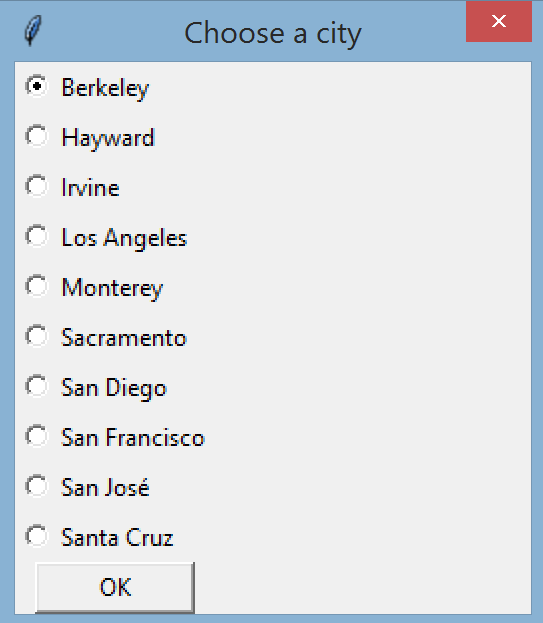 Choose a city
Berkeley
Hayward
Irvine
Los Angeles
Monterey
Sacramento
San Diego
San Francisco
San José
Santa Cruz
OK